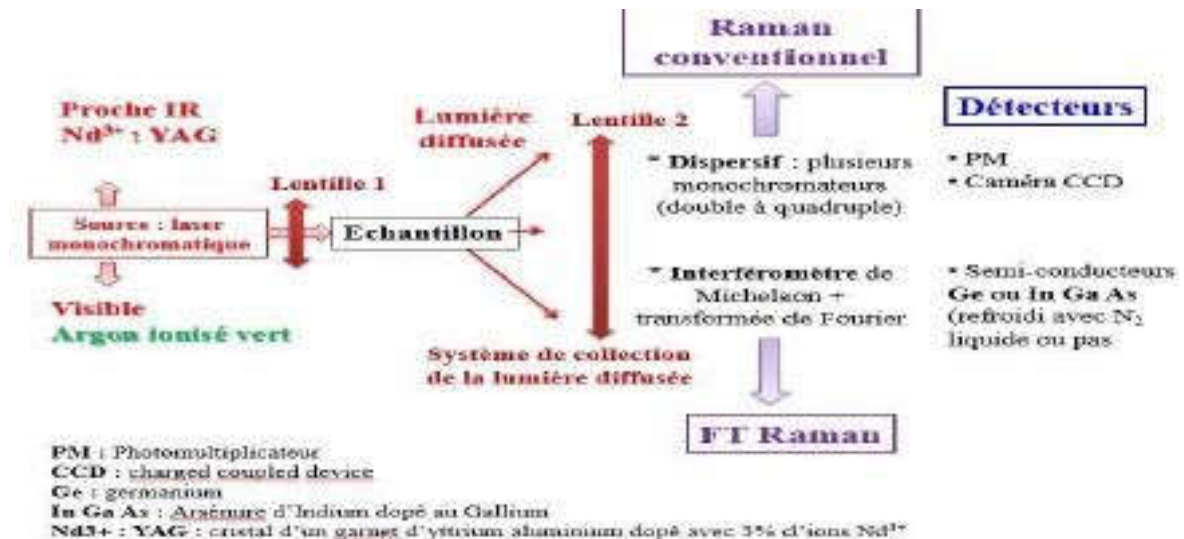 Raman
conventionnel
Proche IR
Nd³⁺ : YAG
Lumière
diffusée
Lentille 2
Détecteurs
Lentille 1
* Dispersif : plusieurs
monochromateurs
(double à quadruple)
* PM
* Caméra CCD
Source : laser
monochromatique
Echantillon
Visible
Argon ionisé vert
* Interféromètre de
Michelson +
transformée de Fourier
* Semi-conducteurs
Ge ou In Ga As
(refroidi avec N₂
liquide ou pas
Système de collection
de la lumière diffusée
FT Raman
PM : Photomultiplicateur
CCD : charged coupled device
Ge : germanium
In Ga As : Arsénure d'Indium dopé au Gallium
Nd3+ : YAG : cristal d'un garnet d'yttrium aluminium dopé avec 3% d'ions Nd³⁺